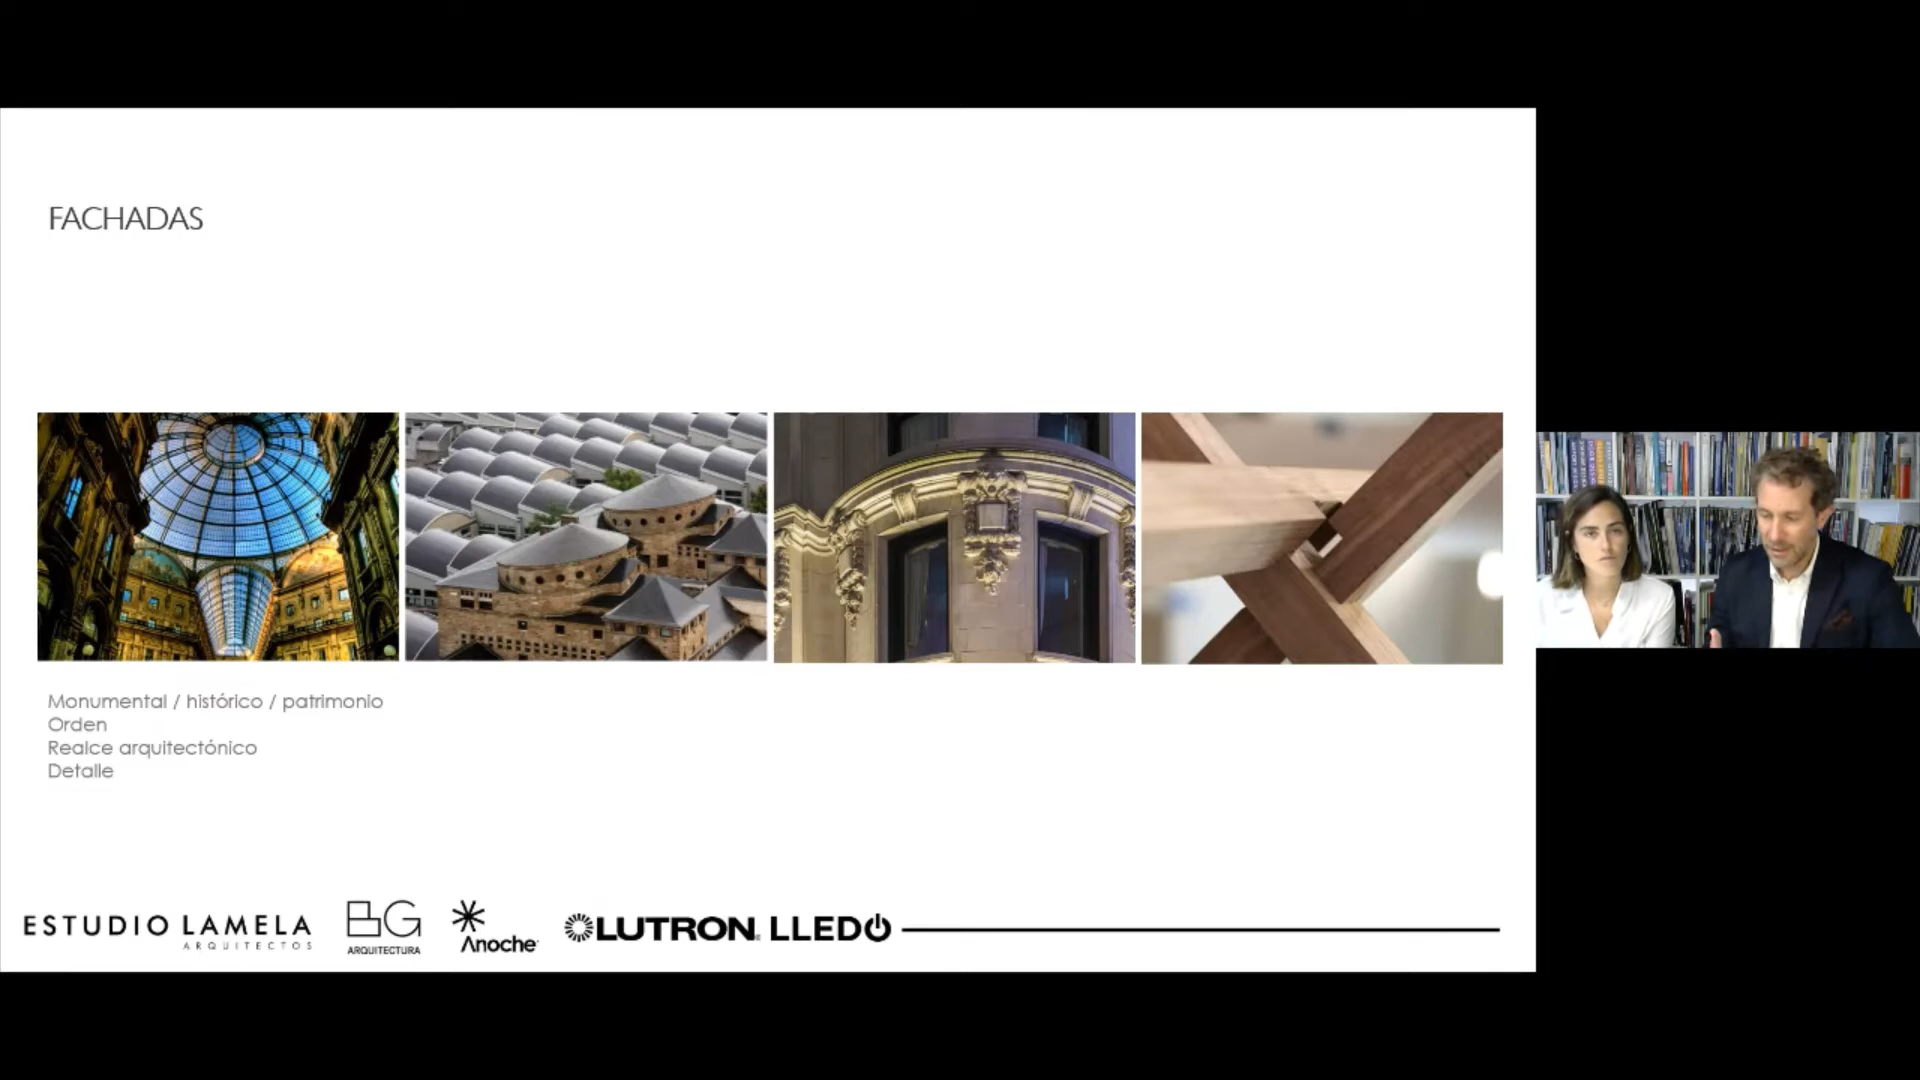 FACHADAS
Monumental / histórico / patrimonio
Orden
Realce arquitectónico
Detalle
ESTUDIO LAMELA
ARQUITECTOS
BG
ARQUITECTURA
Anoche
LUTRON
LLEDO